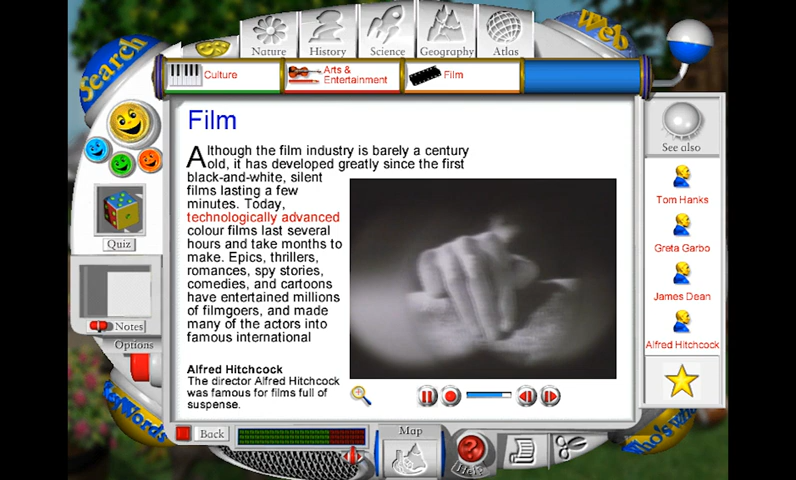 Search
Web
Nature
History
Science
Geography
Atlas
Culture
Arts &
Entertainment
Film
Film
Although the film industry is barely a century
old, it has developed greatly since the first
black-and-white, silent
films lasting a few
minutes. Today,
technologically advanced
colour films last several
hours and take months to
make. Epics, thrillers,
romances, spy stories,
comedies, and cartoons
have entertained millions
of filmgoers, and made
many of the actors into
famous international
Alfred Hitchcock
The director Alfred Hitchcock
was famous for films full of
suspense.
See also
Tom Hanks
Greta Garbo
James Dean
Alfred Hitchcock
Quiz
Notes
Options
Back
Map
Help
Who's who